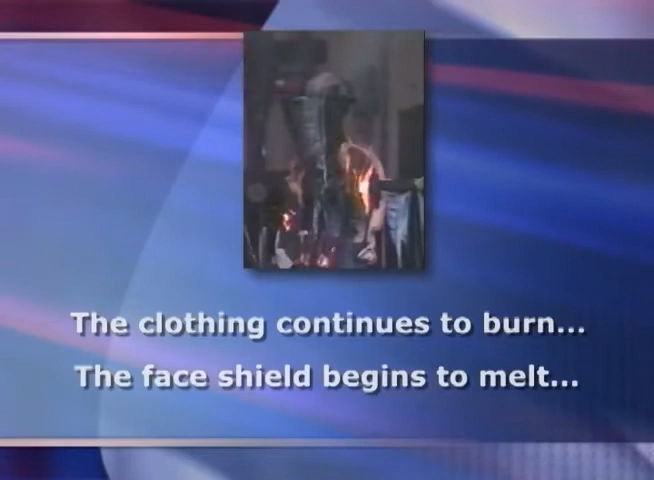 The clothing continues to burn...
The face shield begins to melt...